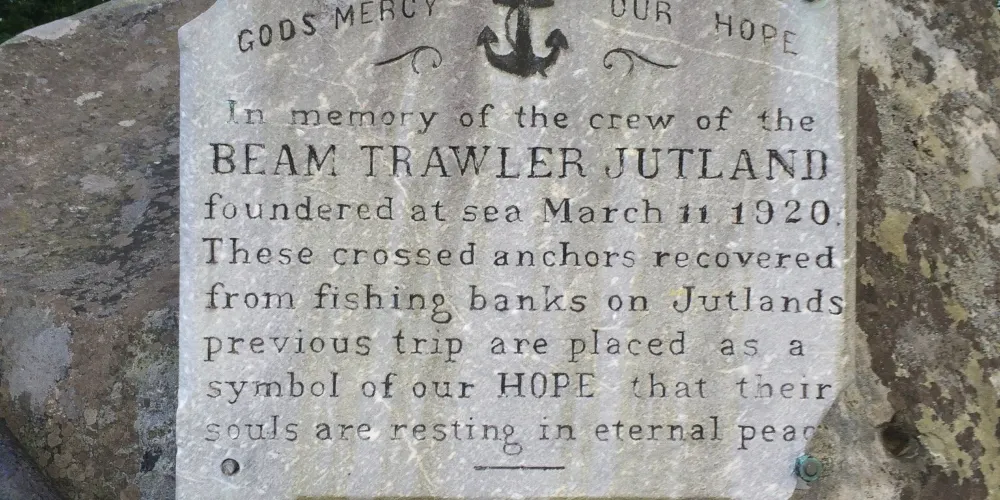 GODS MERCY OUR HOPE
In memory of the crew of the
BEAM TRAWLER JUTLAND
foundered at sea March 11 1920.
These crossed anchors recovered
from fishing banks on Jutlands
previous trip are placed as a
symbol of our HOPE that their
souls are resting in eternal peac